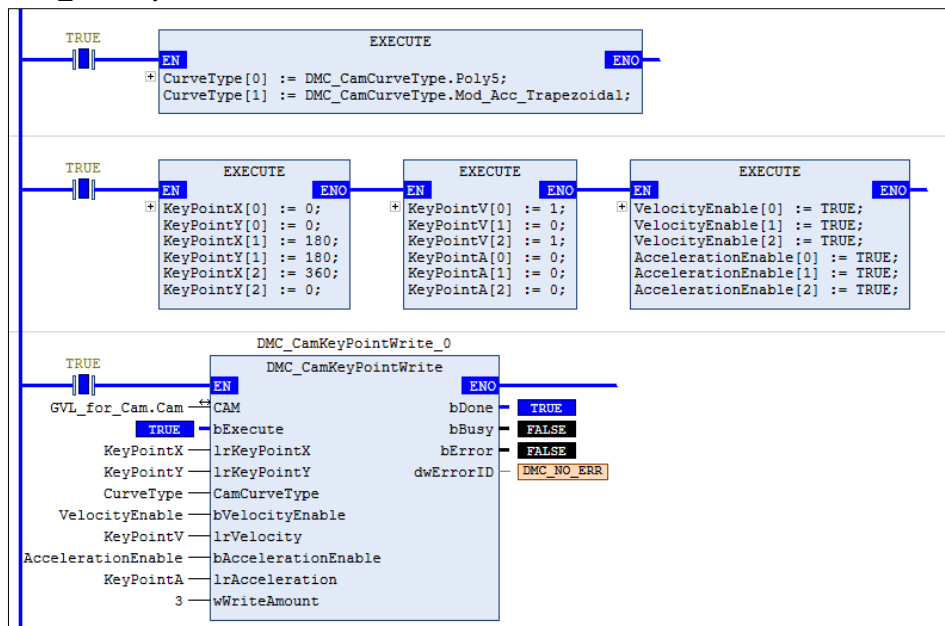 TRUE
EXECUTE
EN ENO
CurveType[0] := DMC_CamCurveType.Poly5;
CurveType[1] := DMC_CamCurveType.Mod_Acc_Trapezoidal;
TRUE
EXECUTE
EN ENO
KeyPointX[0] := 0;
KeyPointY[0] := 0;
KeyPointX[1] := 180;
KeyPointY[1] := 180;
KeyPointX[2] := 360;
KeyPointY[2] := 0;
EXECUTE
EN ENO
KeyPointV[0] := 1;
KeyPointV[1] := 0;
KeyPointV[2] := 1;
KeyPointA[0] := 0;
KeyPointA[1] := 0;
KeyPointA[2] := 0;
EXECUTE
EN ENO
VelocityEnable[0] := TRUE;
VelocityEnable[1] := TRUE;
VelocityEnable[2] := TRUE;
AccelerationEnable[0] := TRUE;
AccelerationEnable[1] := TRUE;
AccelerationEnable[2] := TRUE;
DMC_CamKeyPointWrite_0
TRUE
DMC_CamKeyPointWrite
EN ENO
GVL_for_Cam.Cam CAM bDone TRUE
TRUE bExecute bBusy FALSE
KeyPointX lrKeyPointX bError FALSE
KeyPointY lrKeyPointY dwErrorID DMC_NO_ERR
CurveType CamCurveType
VelocityEnable bVelocityEnable
KeyPointV lrVelocity
AccelerationEnable bAccelerationEnable
KeyPointA lrAcceleration
3 wWriteAmount